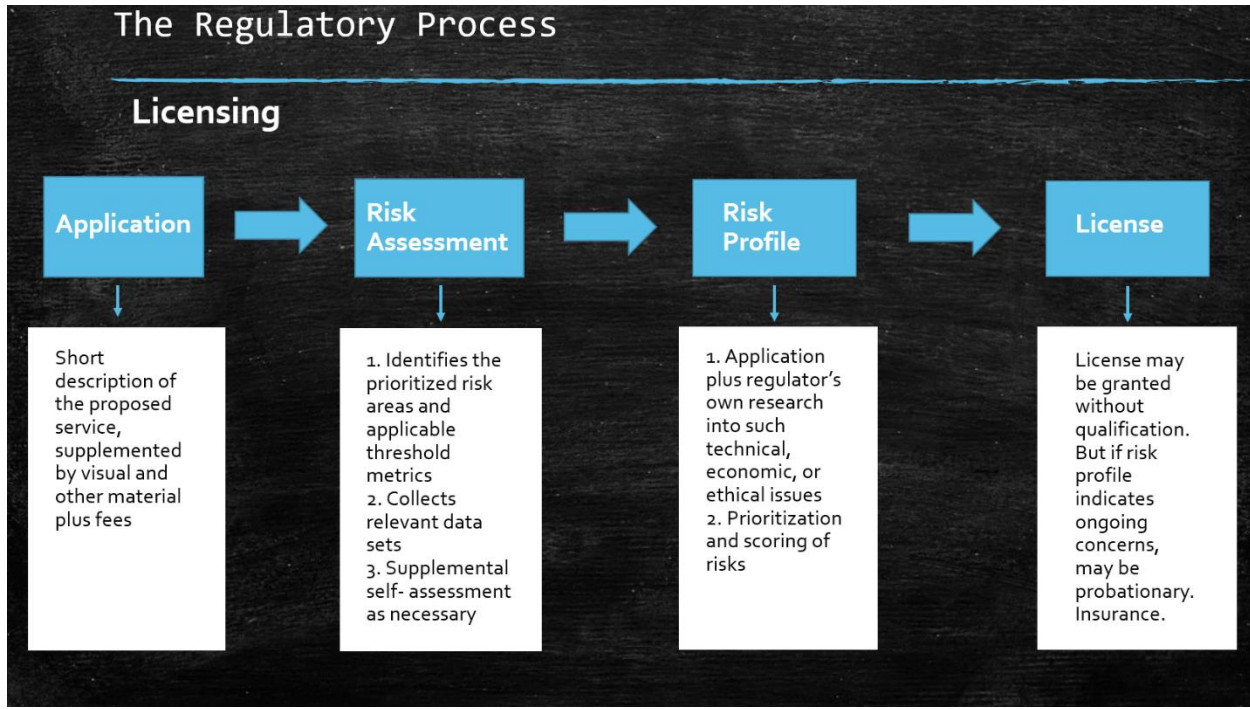 The Regulatory Process
Licensing
Application
Risk
Assessment
Risk
Profile
License
Short
description of
the proposed
service,
supplemented
by visual and
other material
plus fees
1. Identifies the
prioritized risk
areas and
applicable
threshold
metrics
2. Collects
relevant data
sets
3. Supplemental
self- assessment
as necessary
1. Application
plus regulator’s
own research
into such
technical,
economic, or
ethical issues
2. Prioritization
and scoring of
risks
License may
be granted
without
qualification.
But if risk
profile
indicates
ongoing
concerns,
may be
probationary.
Insurance.